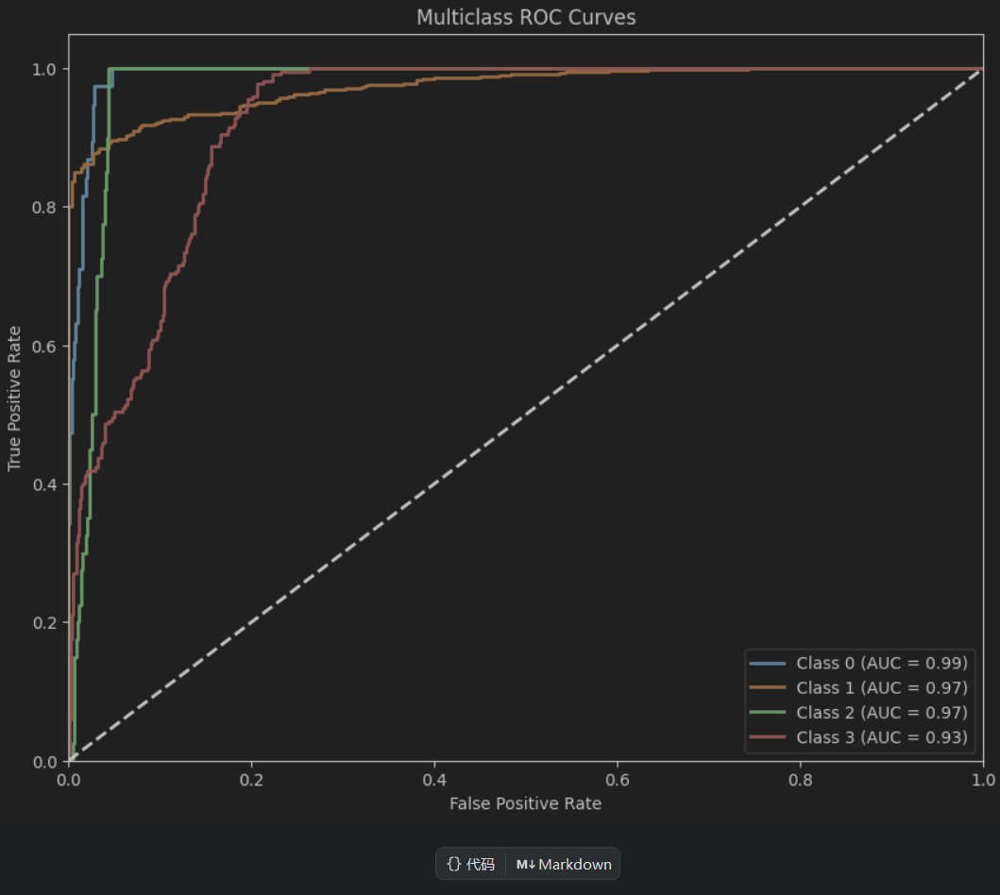 Multiclass ROC Curves
True Positive Rate
1.0
0.8
0.6
0.4
0.2
0.0
0.0 0.2 0.4 0.6 0.8 1.0
False Positive Rate
Class 0 (AUC = 0.99)
Class 1 (AUC = 0.97)
Class 2 (AUC = 0.97)
Class 3 (AUC = 0.93)
{} 代码 M↓ Markdown